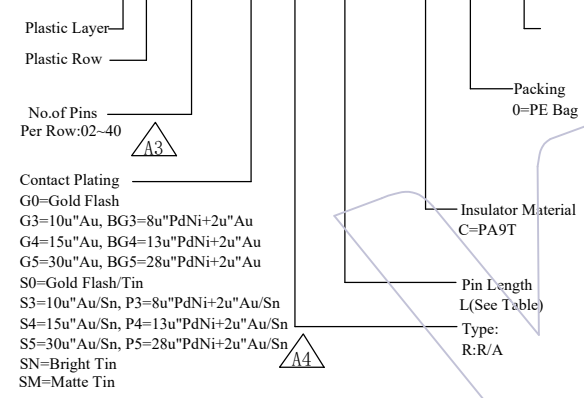 Plastic Layer
Plastic Row
No.of Pins
Per Row:02~40
A3
Contact Plating
G0=Gold Flash
G3=10u"Au, BG3=8u"PdNi+2u"Au
G4=15u"Au, BG4=13u"PdNi+2u"Au
G5=30u"Au, BG5=28u"PdNi+2u"Au
S0=Gold Flash/Tin
S3=10u"Au/Sn, P3=8u"PdNi+2u"Au/Sn
S4=15u"Au/Sn, P4=13u"PdNi+2u"Au/Sn
S5=30u"Au/Sn, P5=28u"PdNi+2u"Au/Sn
SN=Bright Tin
SM=Matte Tin
A4
Packing
0=PE Bag
Insulator Material
C=PA9T
Pin Length
L(See Table)
Type:
R:R/A